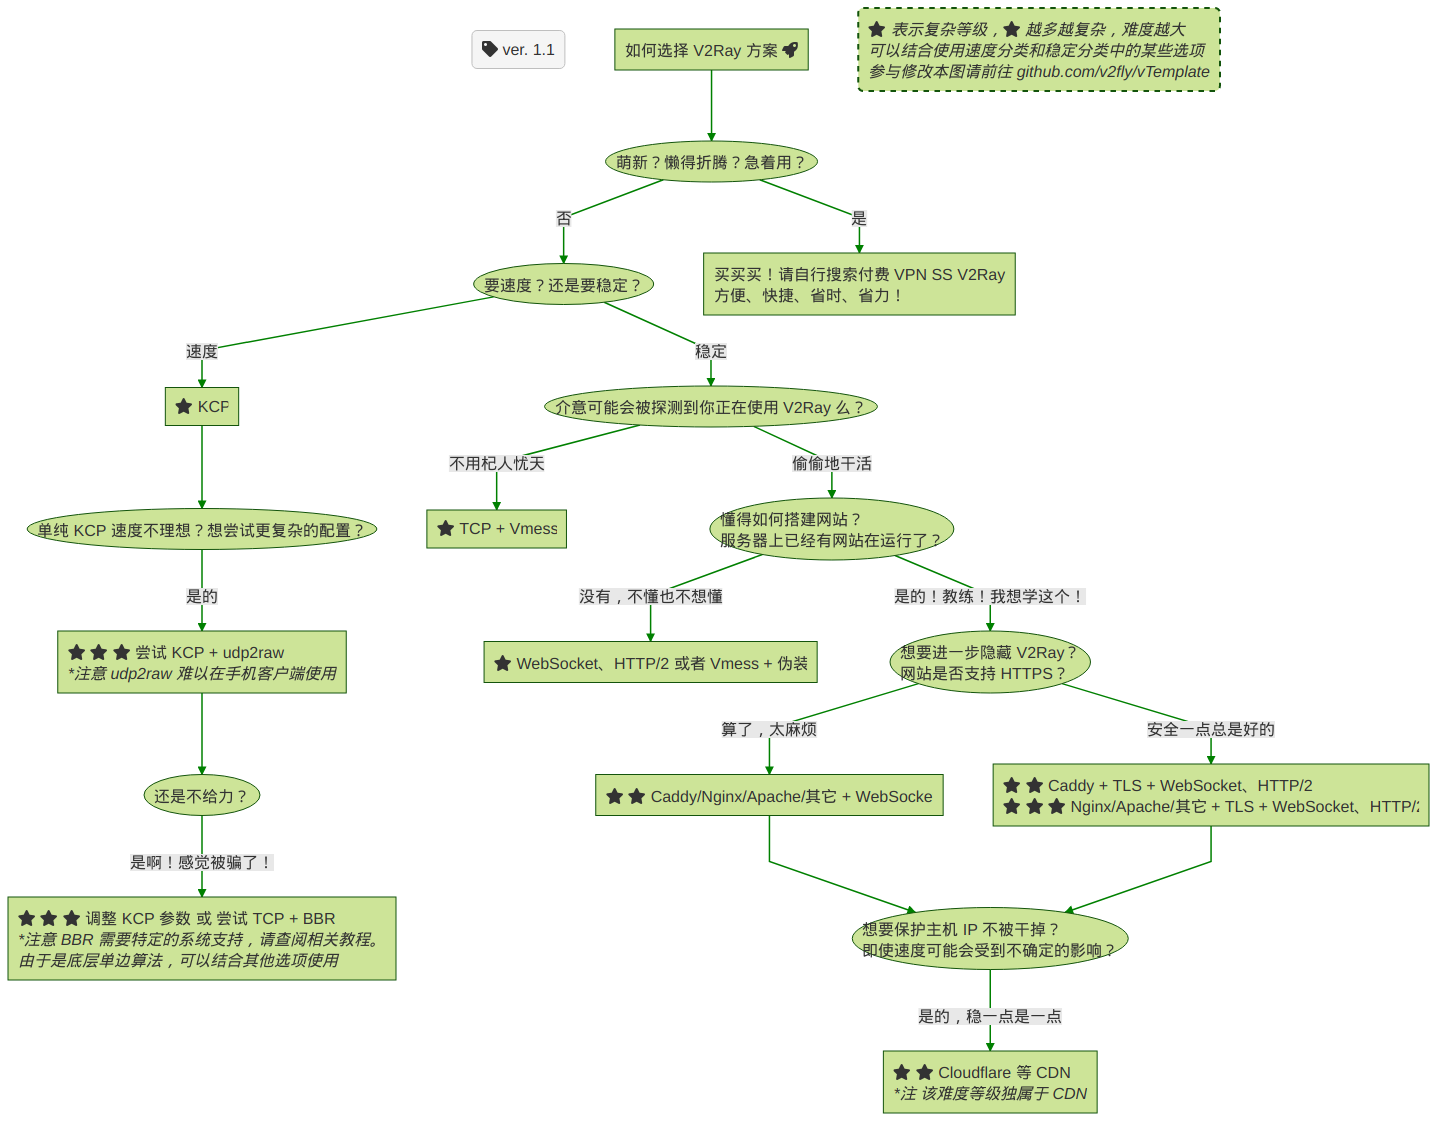 ver. 1.1
如何选择 V2Ray 方案
表示复杂等级，★ 越多越复杂，难度越大
可以结合使用速度分类和稳定分类中的某些选项
参与修改本图请前往 github.com/v2fly/vTemplate
萌新？懒得折腾？急着用？
否
是
要速度？还是要稳定？
买买买！请自行搜索付费 VPN SS V2Ray
方便、快捷、省时、省力！
速度
稳定
★ KCP
介意可能会被探测到你正在使用 V2Ray 么？
不用杞人忧天
偷偷地干活
单纯 KCP 速度不理想？想尝试更复杂的配置？
★ TCP + Vmess
懂得如何搭建网站？
服务器上已经有网站在运行了？
是的
没有，不懂也不想懂
是的！教练！我想学这个！
★ ★ ★ 尝试 KCP + udp2raw
*注意 udp2raw 难以在手机客户端使用
★ WebSocket、HTTP/2 或者 Vmess + 伪装
想要进一步隐藏 V2Ray？
网站是否支持 HTTPS？
算了，太麻烦
安全一点总是好的
还是不给力？
★ ★ Caddy/Nginx/Apache/其它 + WebSocke
★ ★ Caddy + TLS + WebSocket、HTTP/2
★ ★ ★ Nginx/Apache/其它 + TLS + WebSocket、HTTP/2
是啊！感觉被骗了！
★ ★ ★ 调整 KCP 参数 或 尝试 TCP + BBR
*注意 BBR 需要特定的系统支持，请查阅相关教程。
由于是底层单边算法，可以结合其他选项使用
想要保护主机 IP 不被干掉？
即使速度可能会受到不确定的影响？
是的，稳一点是一点
★ ★ Cloudflare 等 CDN
*注 该难度等级独属于 CDN